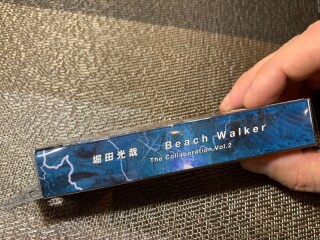 堀田光哉
Beach Walker
The Collaboration Vol.2